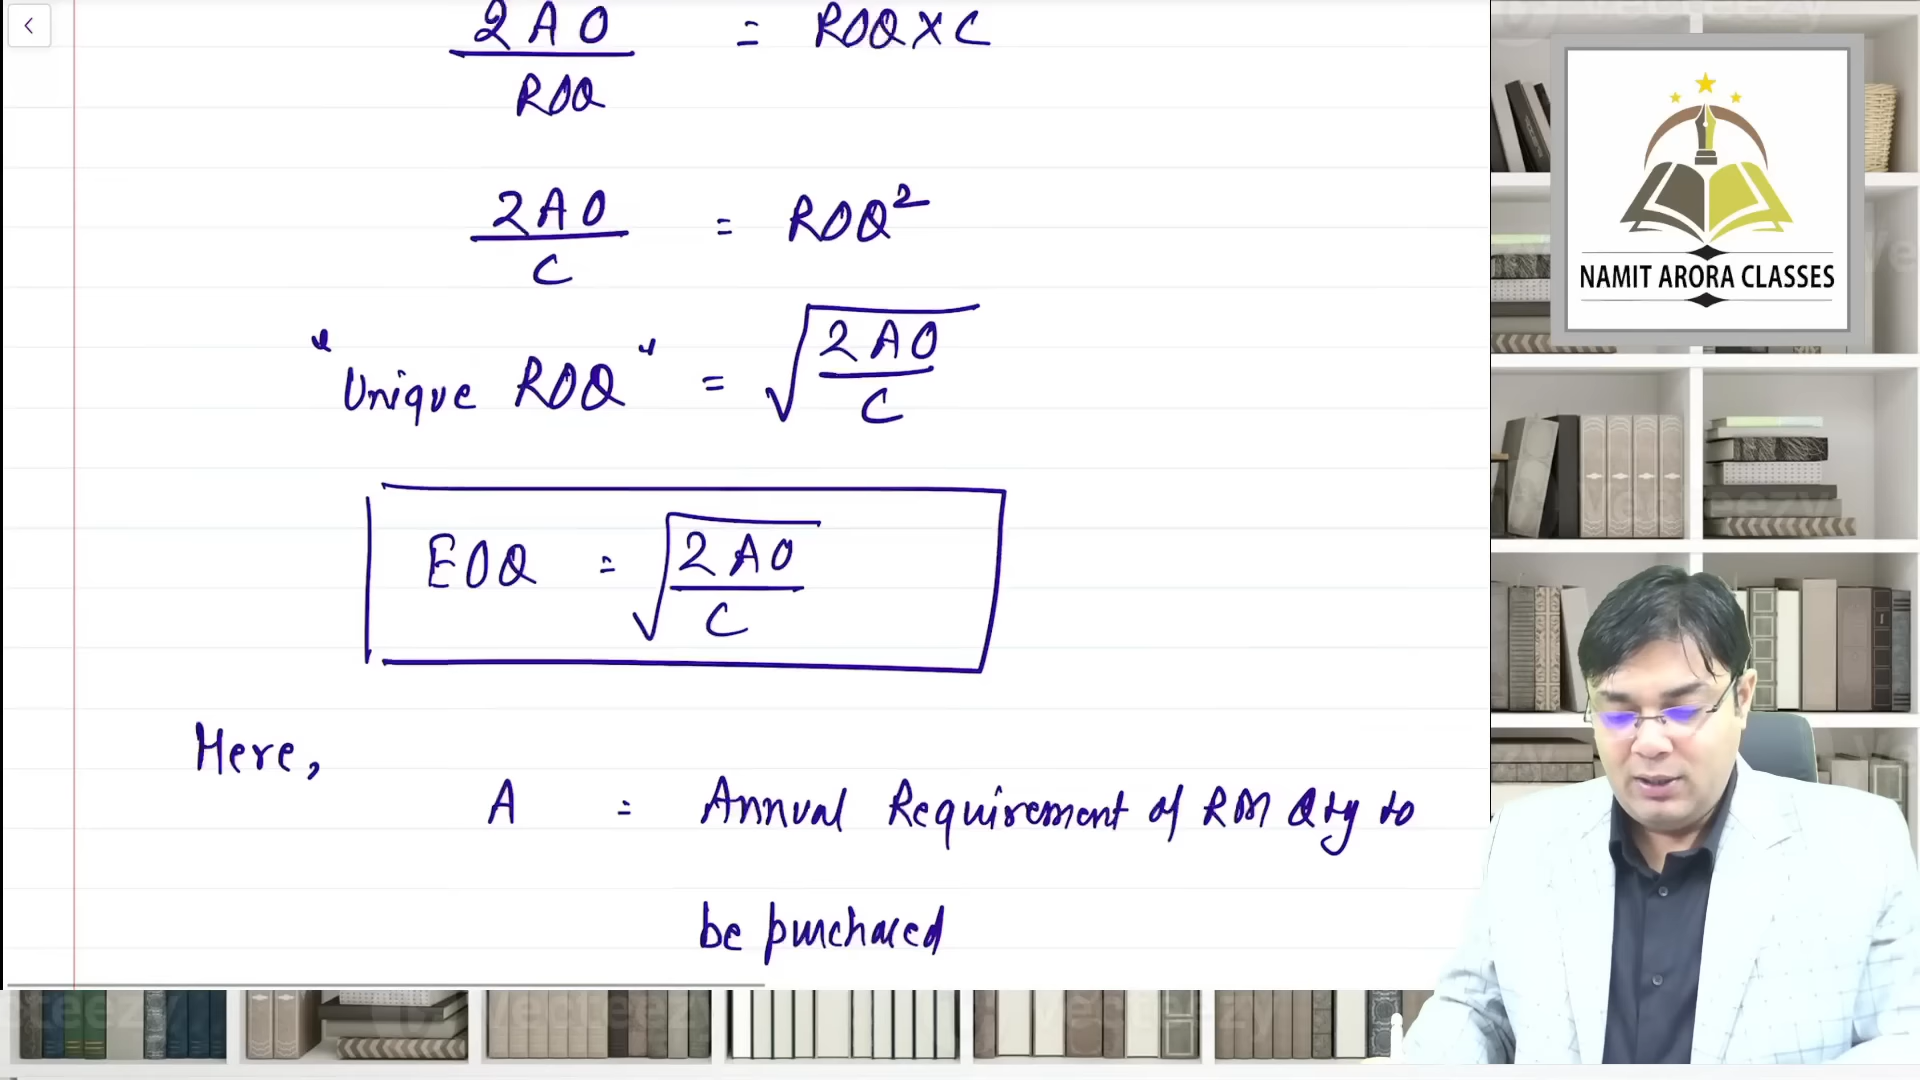 2AO = ROQ X C
ROQ
2AO = ROQ²
C
"Unique ROQ" = √2AO
C
EOQ = √2AO
C
Here,
A = Annual Requirement of RM Qty to
be purchased
NAMIT ARORA CLASSES